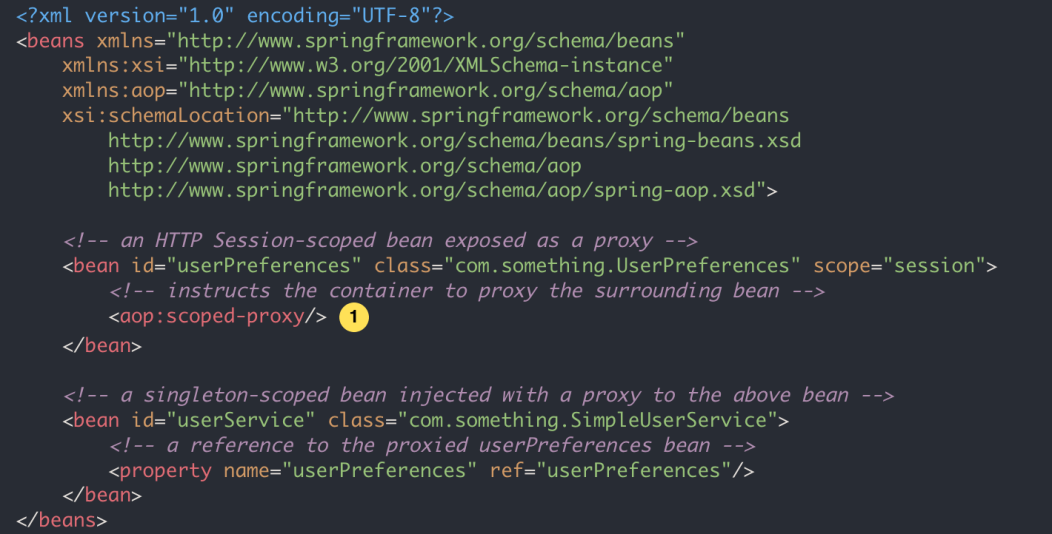 <?xml version="1.0" encoding="UTF-8"?>
<beans xmlns="http://www.springframework.org/schema/beans"
    xmlns:xsi="http://www.w3.org/2001/XMLSchema-instance"
    xmlns:aop="http://www.springframework.org/schema/aop"
    xsi:schemaLocation="http://www.springframework.org/schema/beans
        http://www.springframework.org/schema/beans/spring-beans.xsd
        http://www.springframework.org/schema/aop
        http://www.springframework.org/schema/aop/spring-aop.xsd">
    <!-- an HTTP Session-scoped bean exposed as a proxy -->
    <bean id="userPreferences" class="com.something.UserPreferences" scope="session">
        <!-- instructs the container to proxy the surrounding bean -->
        <aop:scoped-proxy/> 1
    </bean>
    <!-- a singleton-scoped bean injected with a proxy to the above bean -->
    <bean id="userService" class="com.something.SimpleUserService">
        <!-- a reference to the proxied userPreferences bean -->
        <property name="userPreferences" ref="userPreferences"/>
    </bean>
</beans>